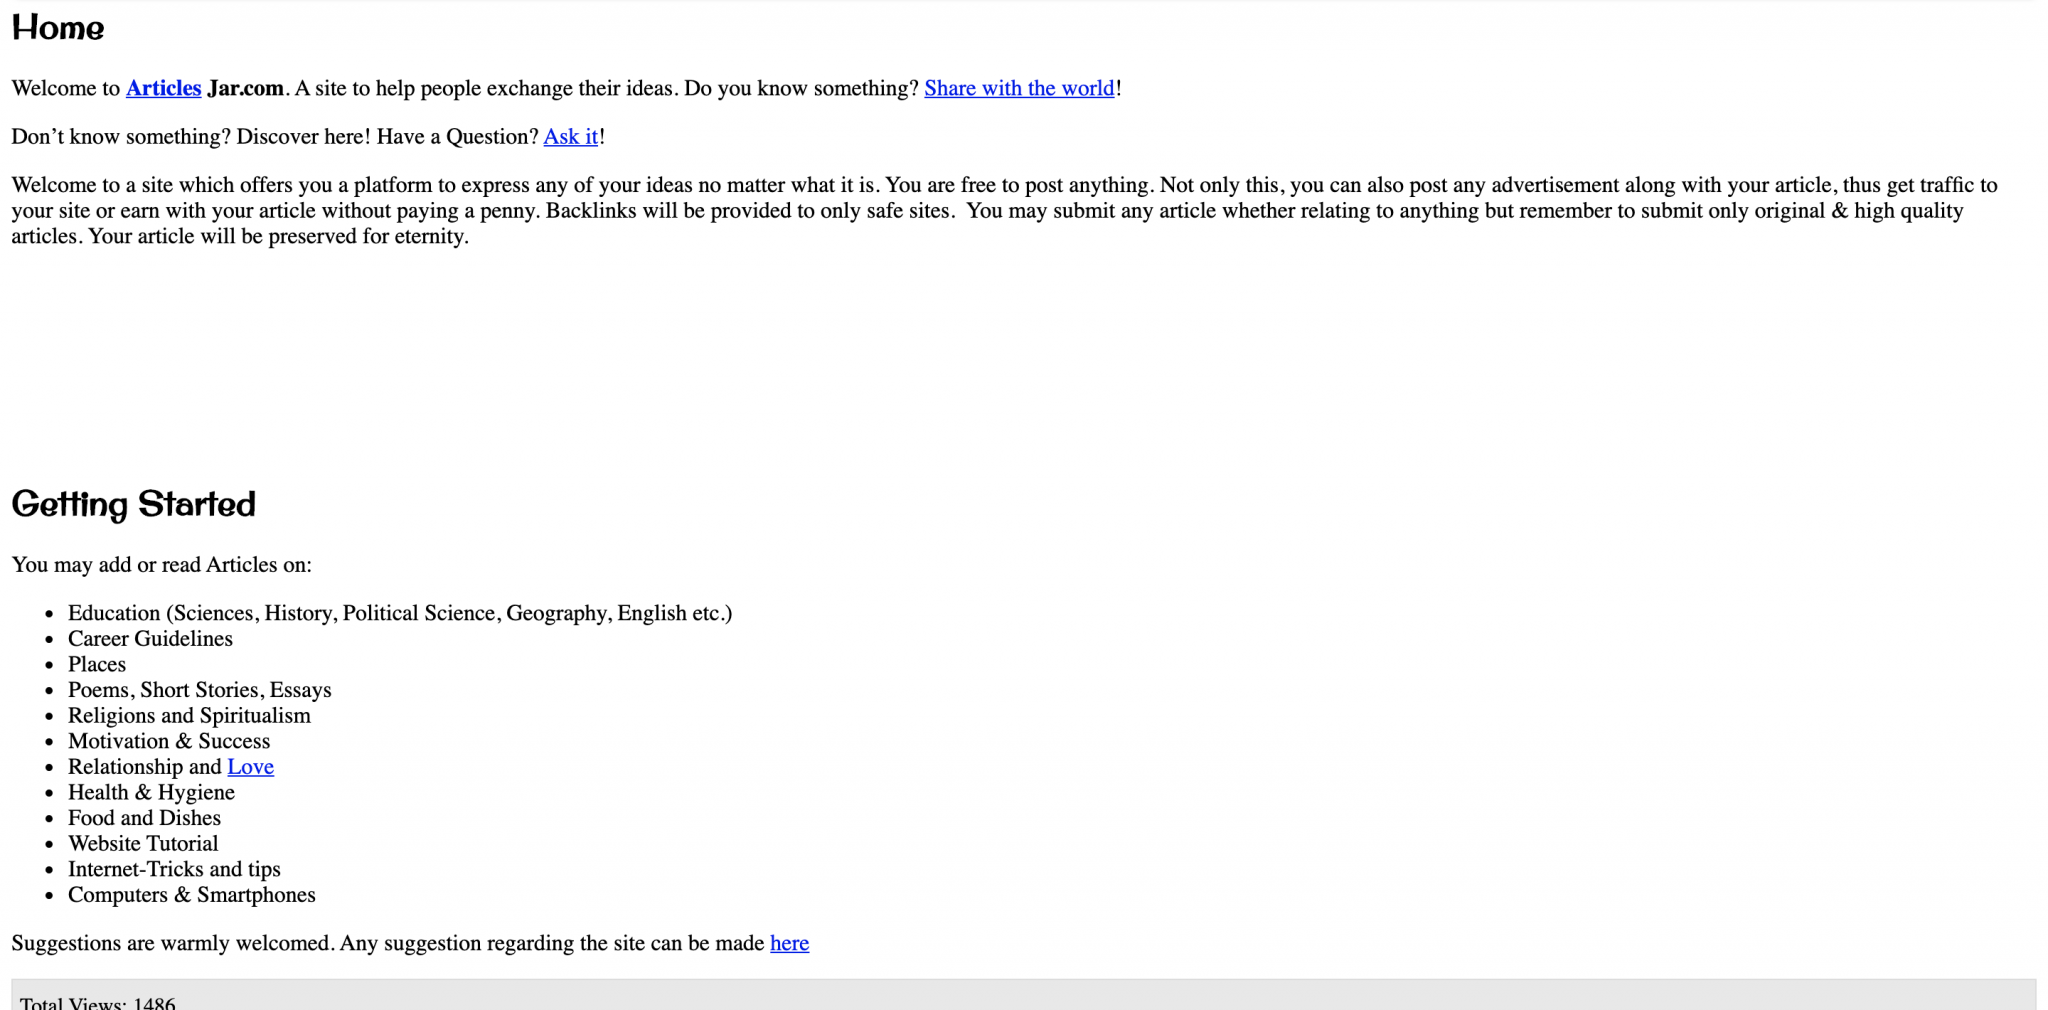 Home
Welcome to Articles Jar.com. A site to help people exchange their ideas. Do you know something? Share with the world!
Don’t know something? Discover here! Have a Question? Ask it!
Welcome to a site which offers you a platform to express any of your ideas no matter what it is. You are free to post anything. Not only this, you can also post any advertisement along with your article, thus get traffic to
your site or earn with your article without paying a penny. Backlinks will be provided to only safe sites.  You may submit any article whether relating to anything but remember to submit only original & high quality
articles. Your article will be preserved for eternity.
Getting Started
You may add or read Articles on:
• Education (Sciences, History, Political Science, Geography, English etc.)
• Career Guidelines
• Places
• Poems, Short Stories, Essays
• Religions and Spiritualism
• Motivation & Success
• Relationship and Love
• Health & Hygiene
• Food and Dishes
• Website Tutorial
• Internet-Tricks and tips
• Computers & Smartphones
Suggestions are warmly welcomed. Any suggestion regarding the site can be made here
Total Views: 1486